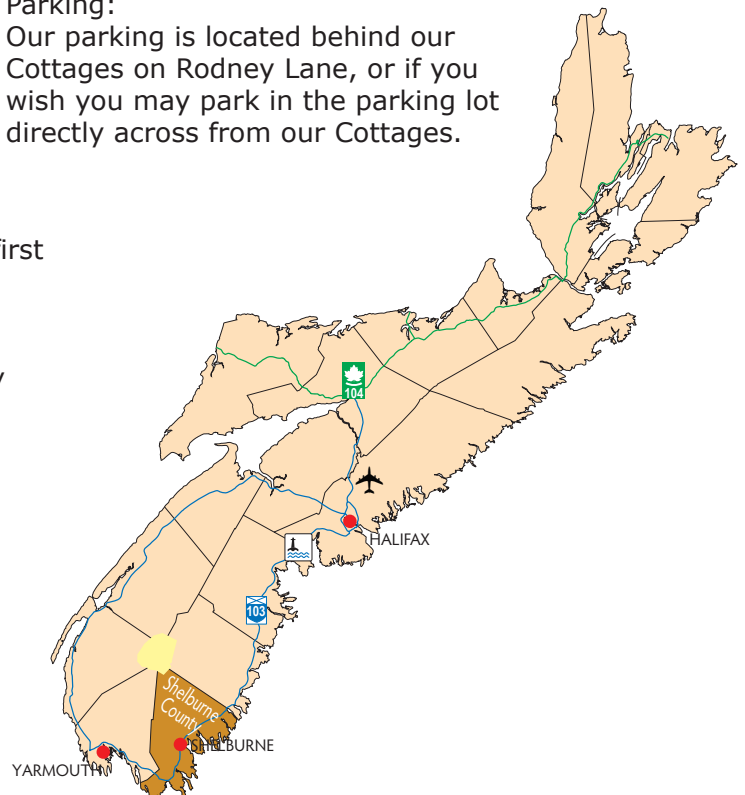 Parking:
Our parking is located behind our
Cottages on Rodney Lane, or if you
wish you may park in the parking lot
directly across from our Cottages.
first
y
104
HALIFAX
103
Shelburne
County
SHELBURNE
YARMOUTH